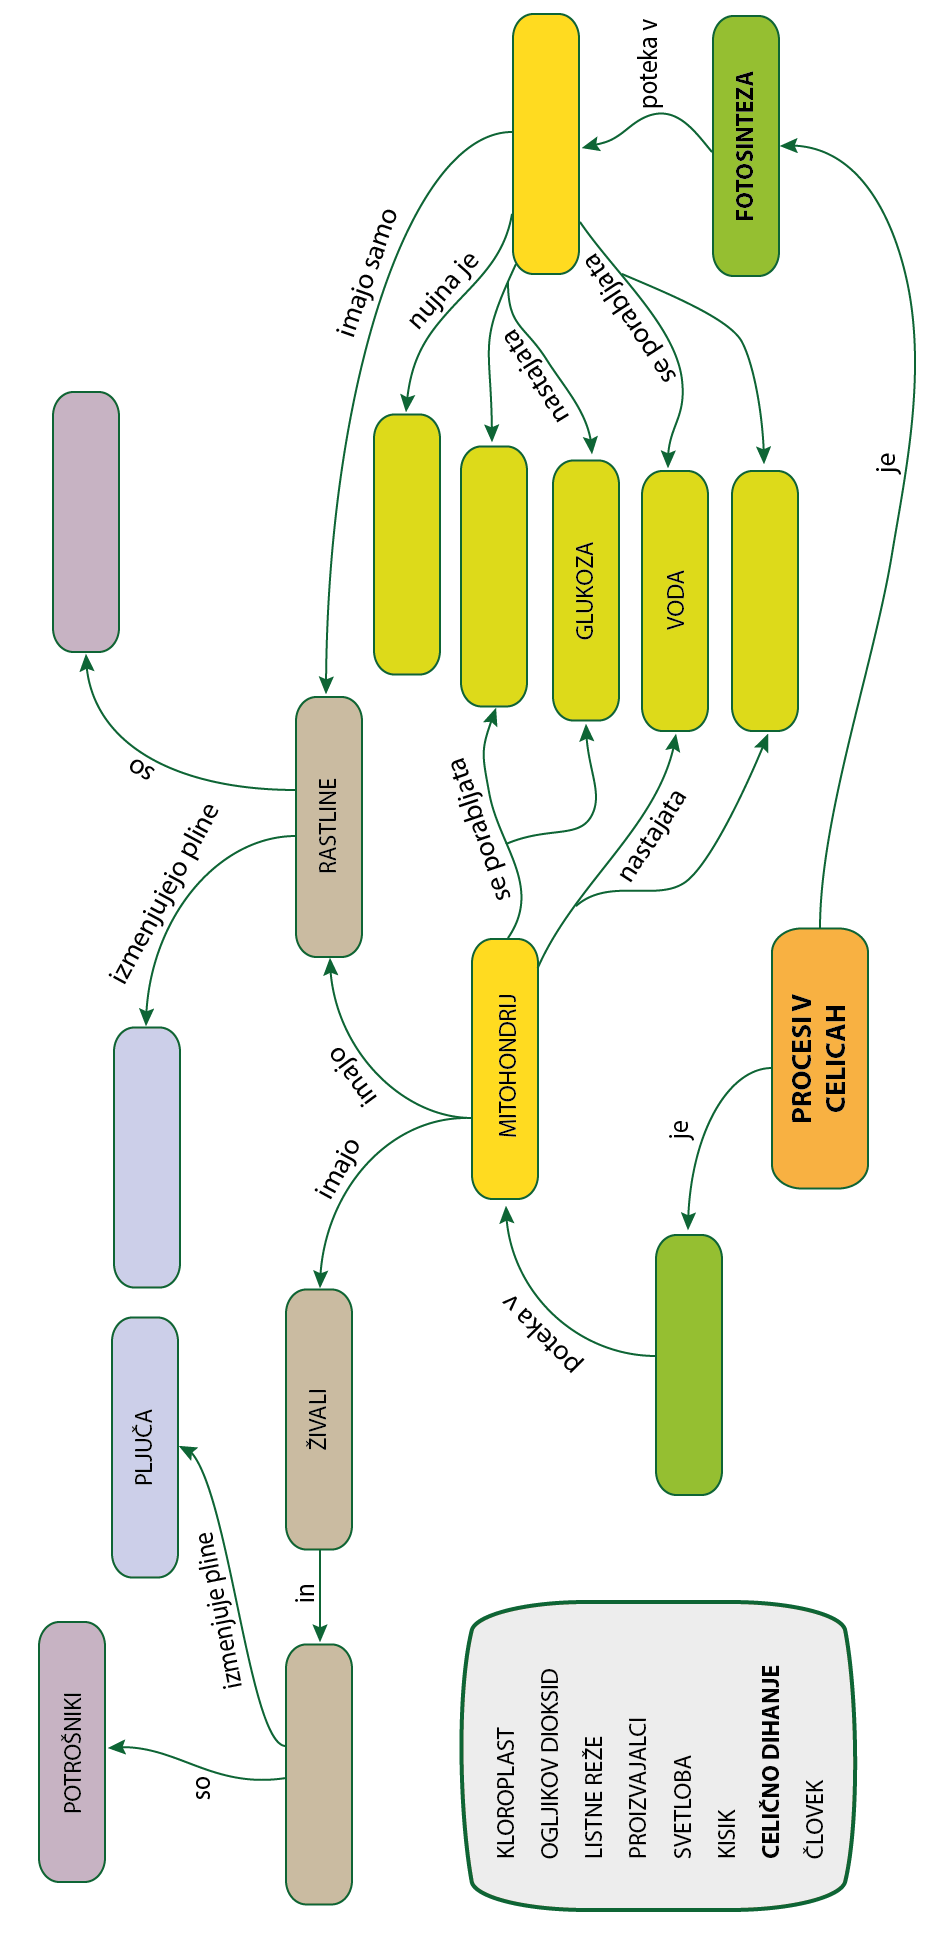 POTROŠNIKI
so
izmenjuje pline
PLJUČA
in
ŽIVALI
imajo
imajo
izmenjujejo pline
so
RASTLINE
imajo samo
MITOHONDRIJ
poteka v
se porabljata
nastajata
nujna je
nastajata
se porabljata
GLUKOZA
VODA
poteka v
FOTOSINTEZA
je
PROCESI V
CELICAH
je
KLOROPLAST
OGLJIKOV DIOKSID
LISTNE REŽE
PROIZVAJALCI
SVETLOBA
KISIK
CELIČNO DIHANJE
ČLOVEK